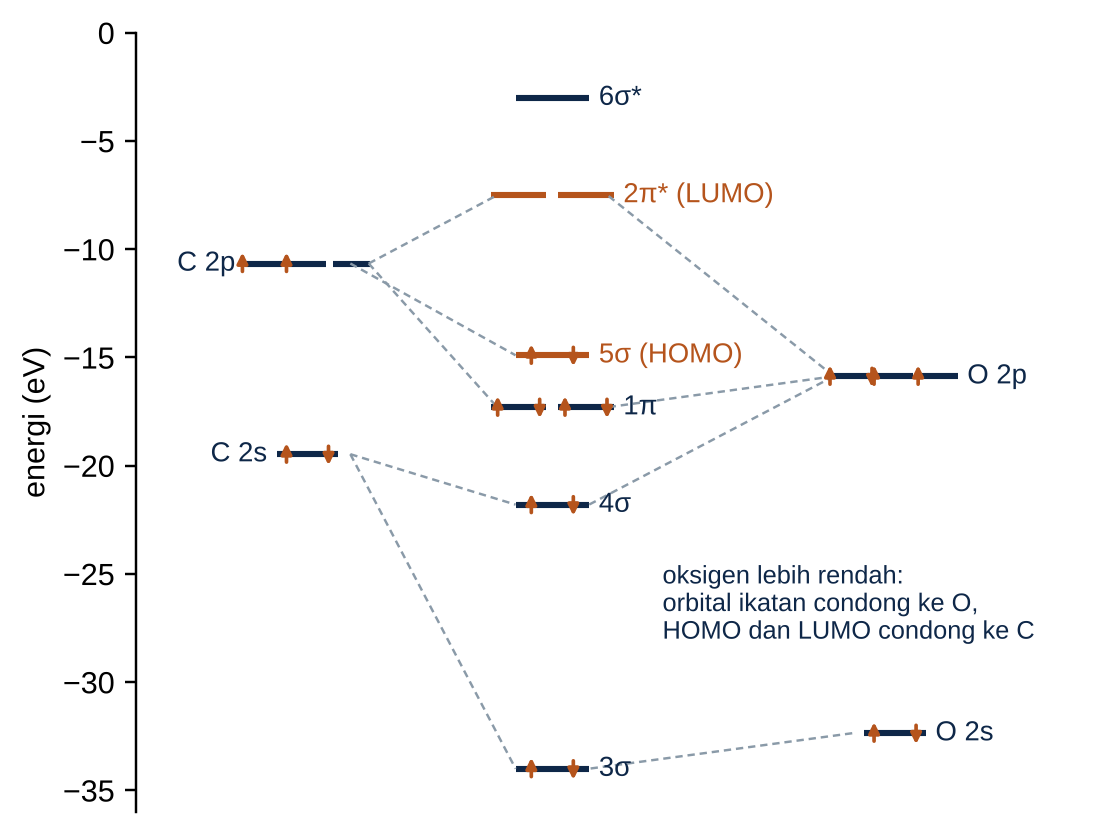 0
6σ*
−5
2π* (LUMO)
−10
C 2p
−15
5σ (HOMO)
O 2p
1π
energi (eV)
C 2s
−20
4σ
−25
oksigen lebih rendah:
orbital ikatan condong ke O,
HOMO dan LUMO condong ke C
−30
O 2s
3σ
−35